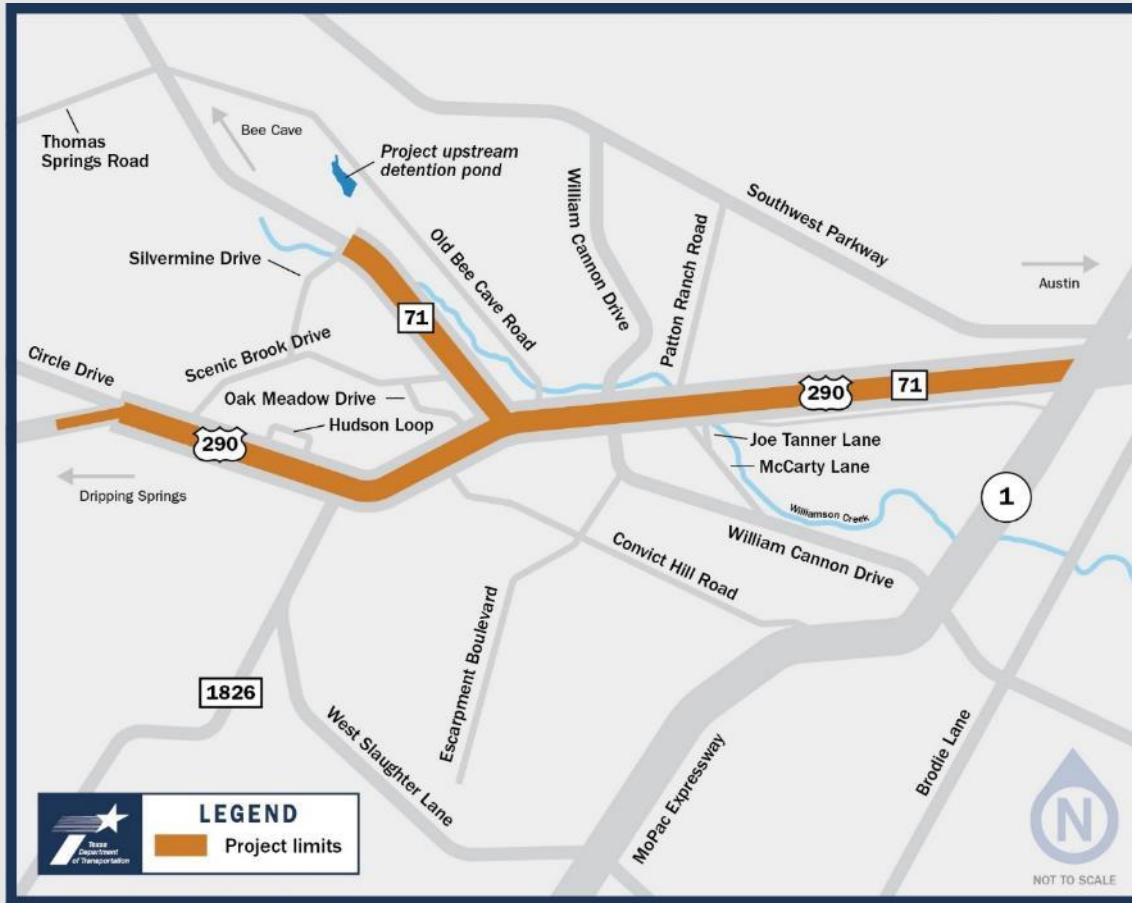 Thomas
Springs Road
Bee Cave
Project upstream
detention pond
Silvermine Drive
Old Bee Cave Road
William Cannon Drive
Patton Ranch Road
Southwest Parkway
Austin
71
Circle Drive
Scenic Brook Drive
Oak Meadow Drive
Hudson Loop
290
290
71
Dripping Springs
Joe Tanner Lane
McCarty Lane
Williamson Creek
1
William Cannon Drive
Convict Hill Road
Escarpment Boulevard
1826
West Slaughter Lane
MoPac Expressway
Brodie Lane
N
NOT TO SCALE
Texas
Department
of Transportation
LEGEND
Project limits